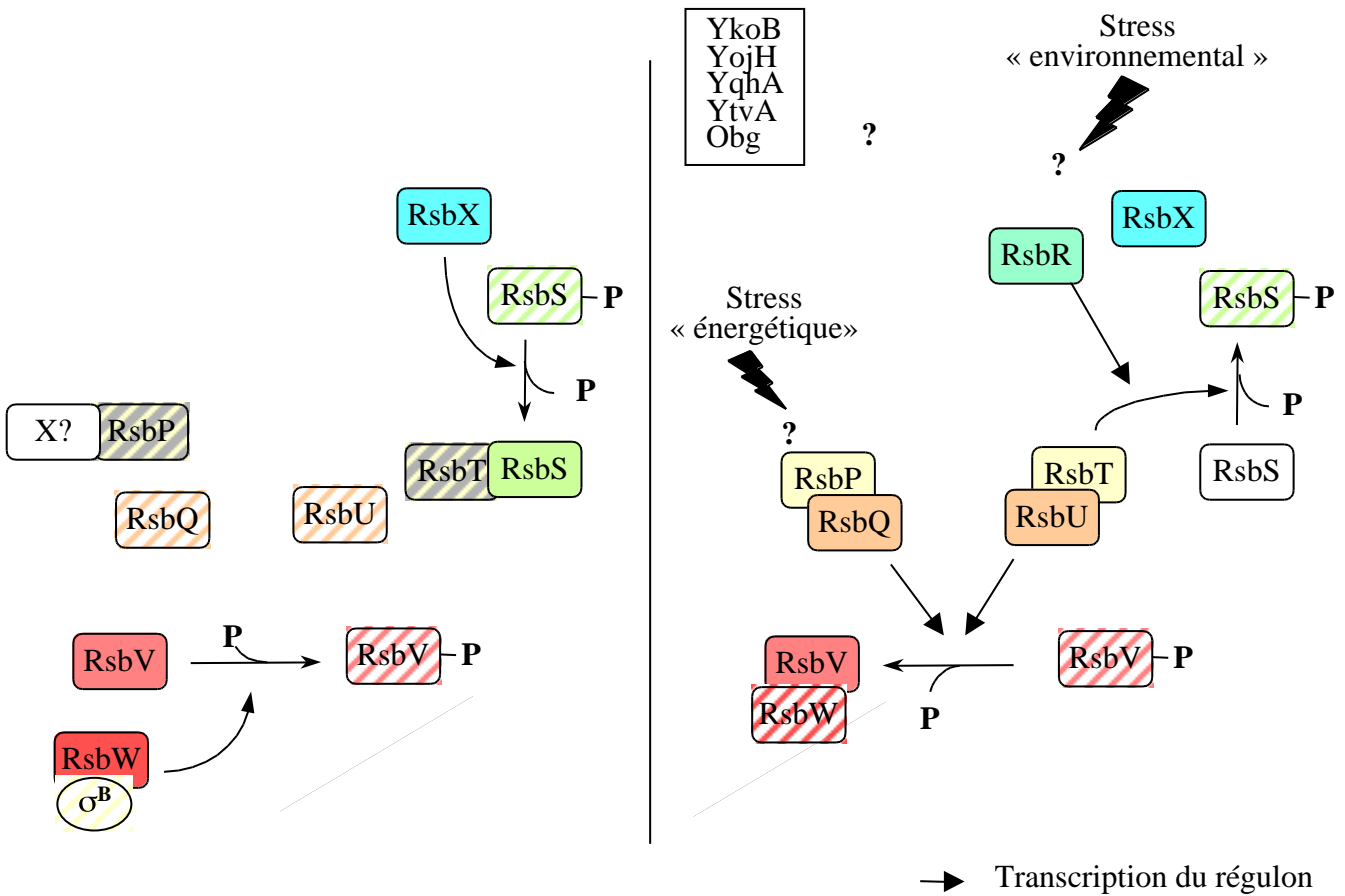 YkoB
YojH
YqhA
YtvA
Obg
?
Stress
« environnemental »
?
RsbX
RsbS P
P
X? RsbP
RsbT RsbS
RsbQ
RsbU
P
RsbV
RsbV P
RsbW
σB
RsbX
RsbR
RsbS P
Stress
« énergétique»
P
?
RsbP
RsbQ
RsbT
RsbU
RsbS
RsbV
RsbW
P
RsbV P
Transcription du régulon